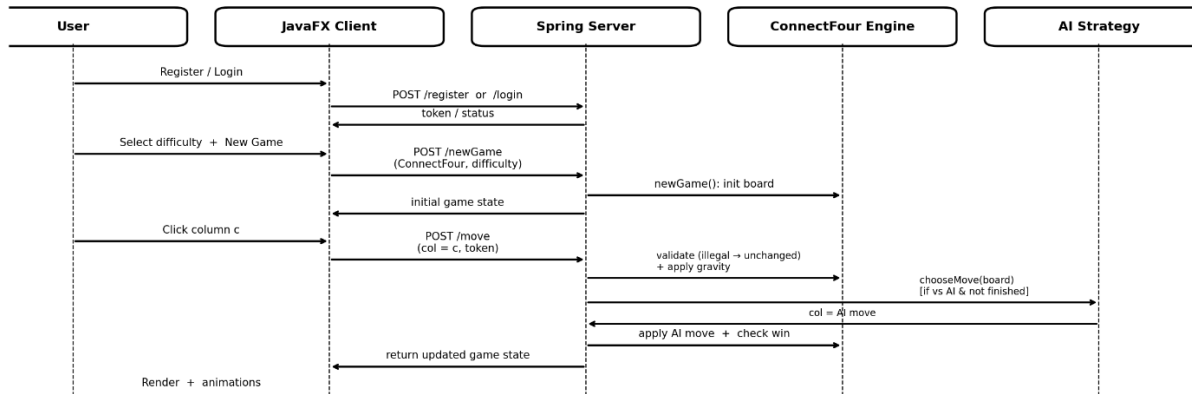 User
JavaFX Client
Spring Server
ConnectFour Engine
AI Strategy
Register / Login
POST /register or /login
token / status
Select difficulty + New Game
POST /newGame
(ConnectFour, difficulty)
newGame(): init board
initial game state
Click column c
POST /move
(col = c, token)
validate (illegal → unchanged)
+ apply gravity
chooseMove(board)
[if vs AI & not finished]
col = AI move
apply AI move + check win
return updated game state
Render + animations